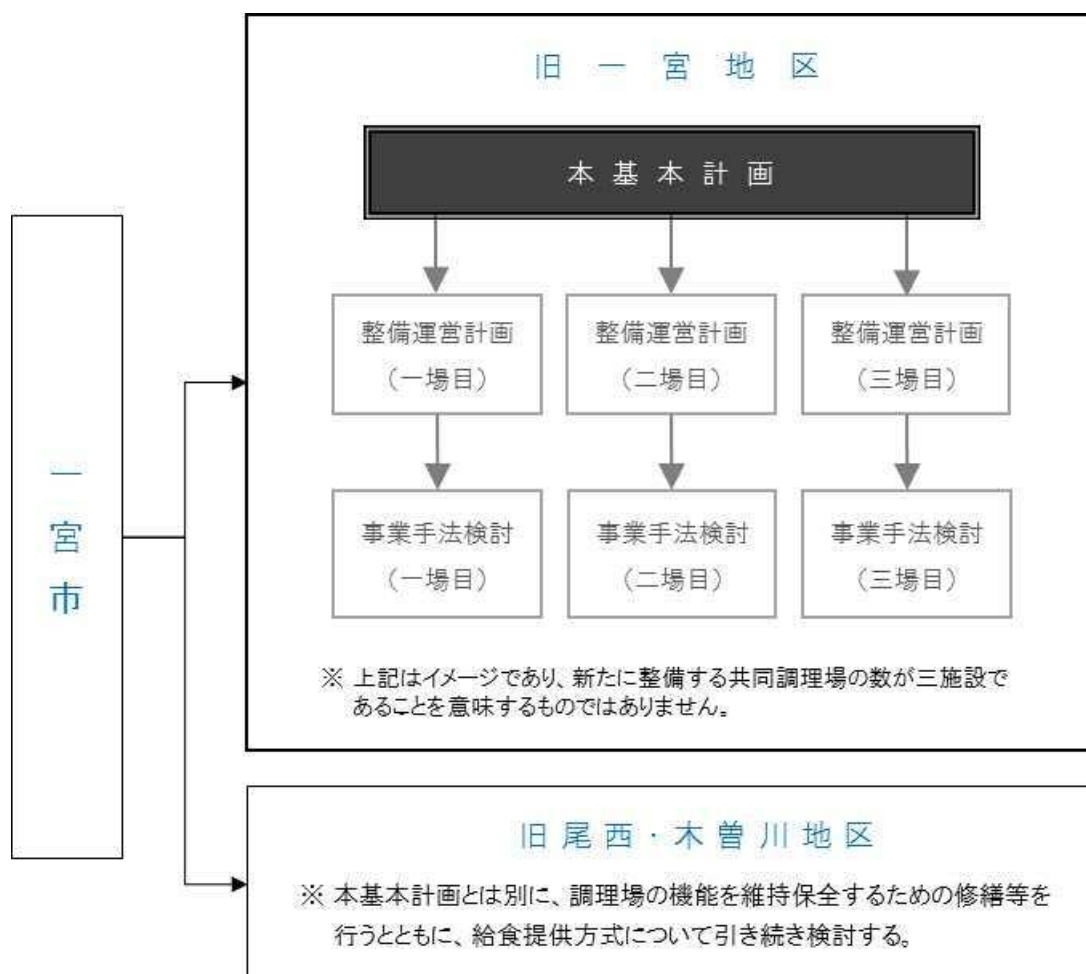 一宮市
旧一宮地区
本基本計画
整備運営計画
（一場目）
整備運営計画
（二場目）
整備運営計画
（三場目）
事業手法検討
（一場目）
事業手法検討
（二場目）
事業手法検討
（三場目）
※ 上記はイメージであり、新たに整備する共同調理場の数が三施設で
あることを意味するものではありません。
旧尾西・木曽川地区
※ 本基本計画とは別に、調理場の機能を維持保全するための修繕等を
行うとともに、給食提供方式について引き続き検討する。